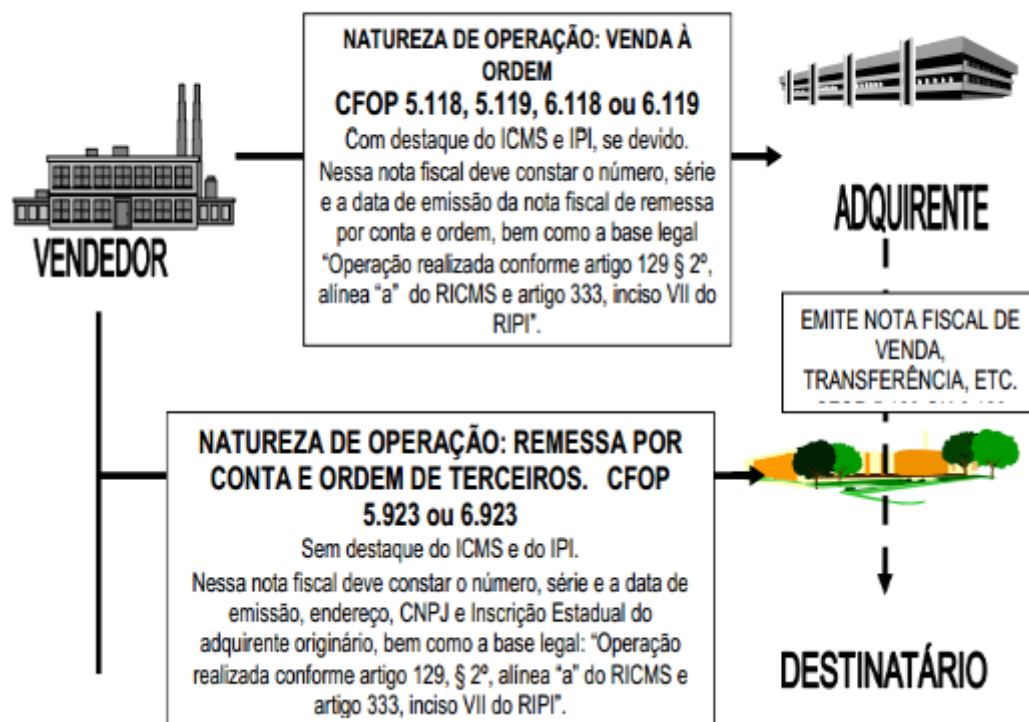 NATUREZA DE OPERAÇÃO: VENDA À
ORDEM
CFOP 5.118, 5.119, 6.118 ou 6.119
Com destaque do ICMS e IPI, se devido.
Nessa nota fiscal deve constar o número, série
e a data de emissão da nota fiscal de remessa
por conta e ordem, bem como a base legal
“Operação realizada conforme artigo 129 § 2º,
alínea “a” do RICMS e artigo 333, inciso VII do
RIPI”.
VENDEDOR
ADQUIRENTE
EMITE NOTA FISCAL DE
VENDA,
TRANSFERÊNCIA, ETC.
NATUREZA DE OPERAÇÃO: REMESSA POR
CONTA E ORDEM DE TERCEIROS. CFOP
5.923 ou 6.923
Sem destaque do ICMS e do IPI.
Nessa nota fiscal deve constar o número, série e a data de
emissão, endereço, CNPJ e Inscrição Estadual do
adquirente originário, bem como a base legal: “Operação
realizada conforme artigo 129, § 2º, alínea “a” do RICMS e
artigo 333, inciso VII do RIPI”.
DESTINATÁRIO